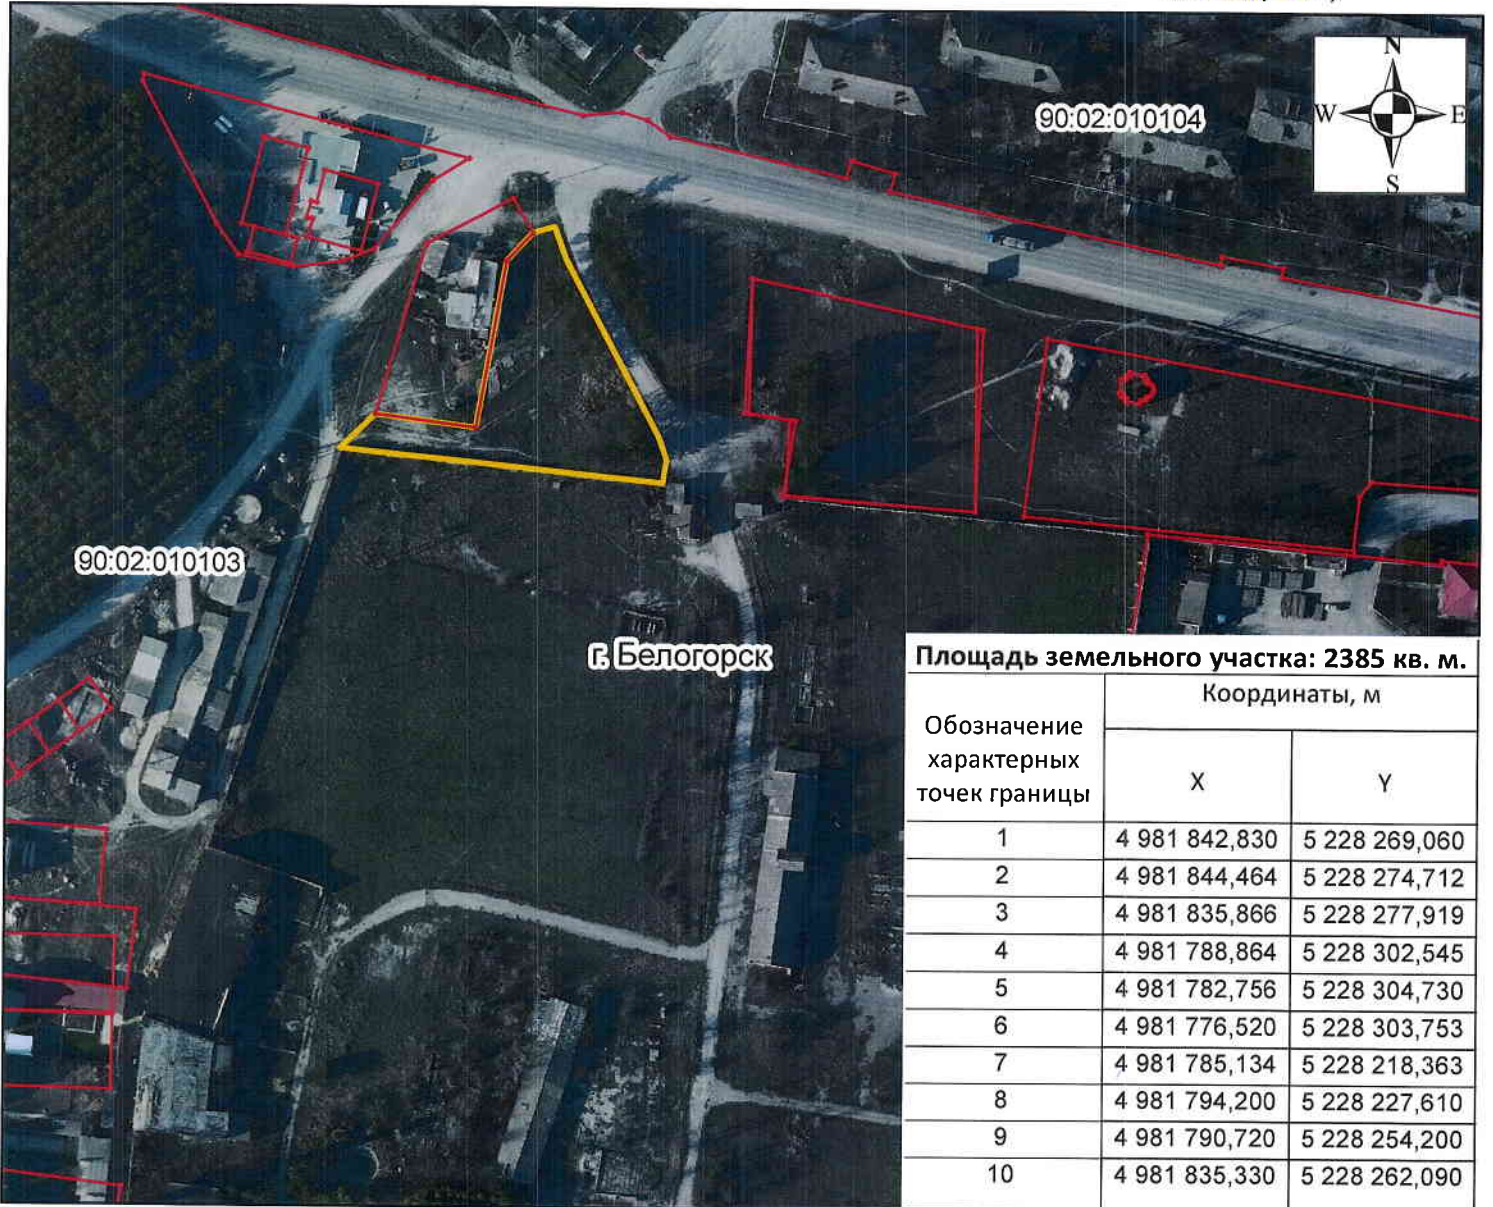 N
W E
S
90:02:010104
90:02:010103
г. Белогорск
Площадь земельного участка: 2385 кв. м.
Обозначение
характерных
точек границы
Координаты, м
X Y
1 4 981 842,830 5 228 269,060
2 4 981 844,464 5 228 274,712
3 4 981 835,866 5 228 277,919
4 4 981 788,864 5 228 302,545
5 4 981 782,756 5 228 304,730
6 4 981 776,520 5 228 303,753
7 4 981 785,134 5 228 218,363
8 4 981 794,200 5 228 227,610
9 4 981 790,720 5 228 254,200
10 4 981 835,330 5 228 262,090